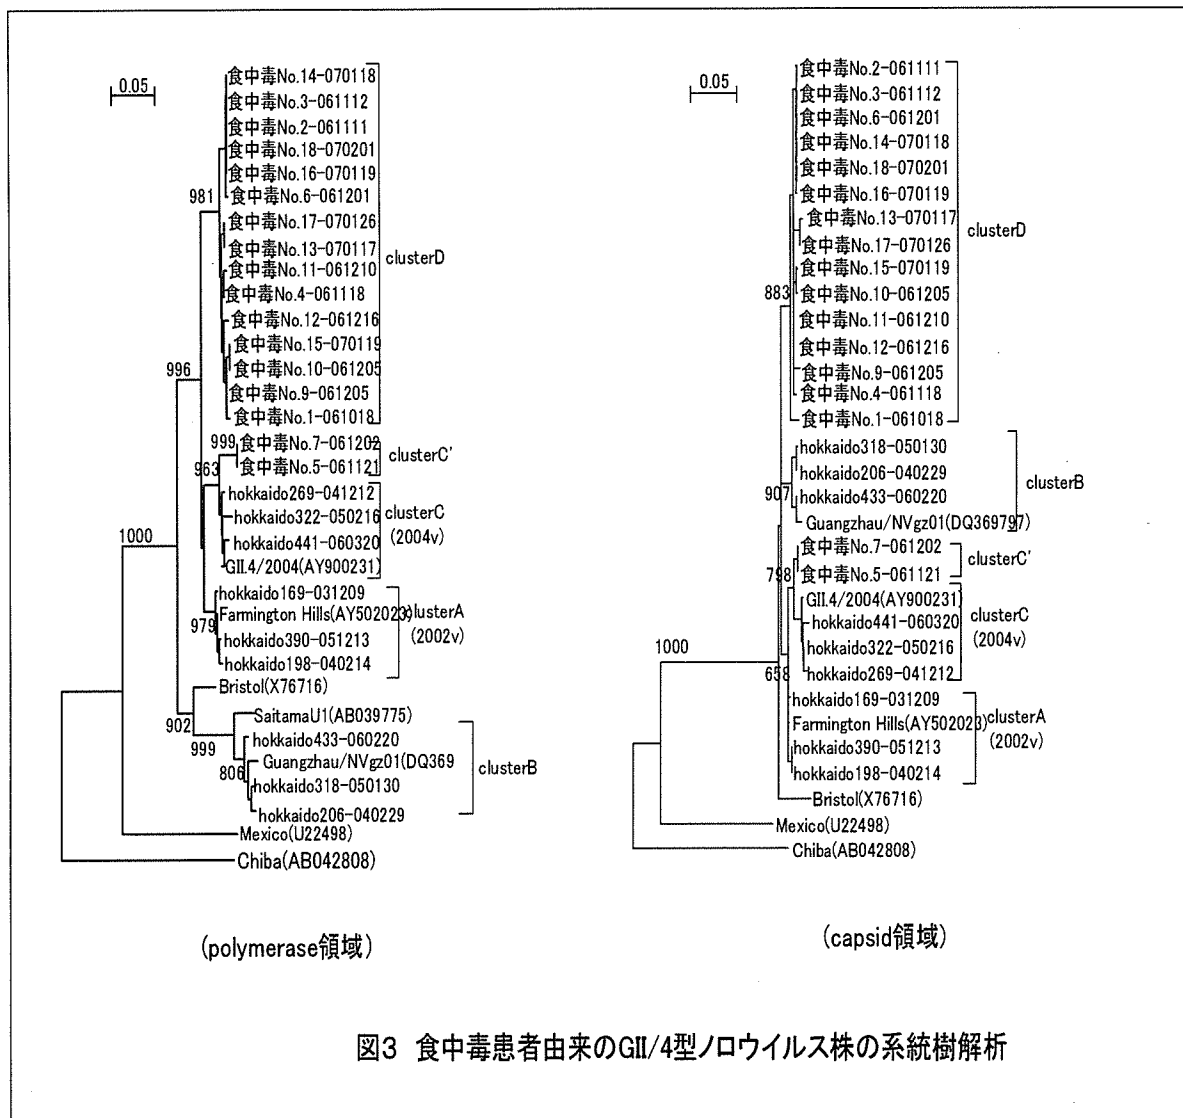 0.05
食中毒No.14-070118
食中毒No.3-061112
食中毒No.2-061111
食中毒No.18-070201
食中毒No.16-070119
食中毒No.6-061201
食中毒No.17-070126
食中毒No.13-070117
食中毒No.11-061210
食中毒No.4-061118
食中毒No.12-061216
食中毒No.15-070119
食中毒No.10-061205
食中毒No.9-061205
食中毒No.1-061018
clusterD
981
996
999
食中毒No.7-061202
食中毒No.5-061121
clusterC'
963
hokkaido269-041212
hokkaido322-050216
hokkaido441-060320
GII.4/2004(AY900231)
clusterC
(2004v)
1000
hokkaido169-031209
Farmington Hills(AY502023)
hokkaido390-051213
hokkaido198-040214
clusterA
(2002v)
979
Bristol(X76716)
902
SaitamaU1(AB039775)
999
hokkaido433-060220
Guangzhau/NVgz01(DQ369
hokkaido318-050130
hokkaido206-040229
806
clusterB
Mexico(U22498)
Chiba(AB042808)
(polymerase領域)
0.05
食中毒No.2-061111
食中毒No.3-061112
食中毒No.6-061201
食中毒No.14-070118
食中毒No.18-070201
食中毒No.16-070119
食中毒No.13-070117
食中毒No.17-070126
食中毒No.15-070119
食中毒No.10-061205
食中毒No.11-061210
食中毒No.12-061216
食中毒No.9-061205
食中毒No.4-061118
食中毒No.1-061018
clusterD
883
hokkaido318-050130
hokkaido206-040229
hokkaido433-060220
Guangzhau/NVgz01(DQ369797)
clusterB
907
食中毒No.7-061202
食中毒No.5-061121
clusterC'
798
GII.4/2004(AY900231)
hokkaido441-060320
hokkaido322-050216
hokkaido269-041212
clusterC
(2004v)
1000
658
hokkaido169-031209
Farmington Hills(AY502023)
hokkaido390-051213
hokkaido198-040214
clusterA
(2002v)
Bristol(X76716)
Mexico(U22498)
Chiba(AB042808)
(capsid領域)
図3 食中毒患者由来のGII/4型ノロウイルス株の系統樹解析